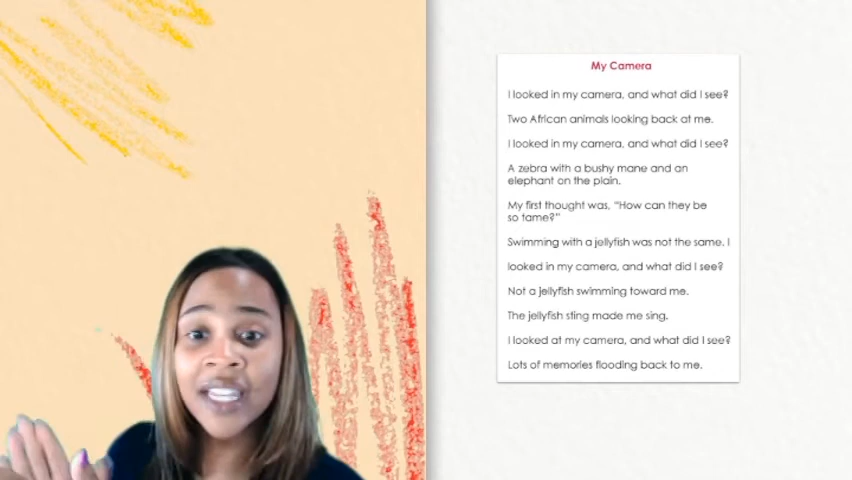 My Camera
I looked in my camera, and what did I see?
Two African animals looking back at me.
I looked in my camera, and what did I see?
A zebra with a bushy mane and an
elephant on the plain.
My first thought was, "How can they be
so tame?"
Swimming with a jellyfish was not the same. I
looked in my camera, and what did I see?
Not a jellyfish swimming toward me.
The jellyfish sting made me sing.
I looked at my camera, and what did I see?
Lots of memories flooding back to me.